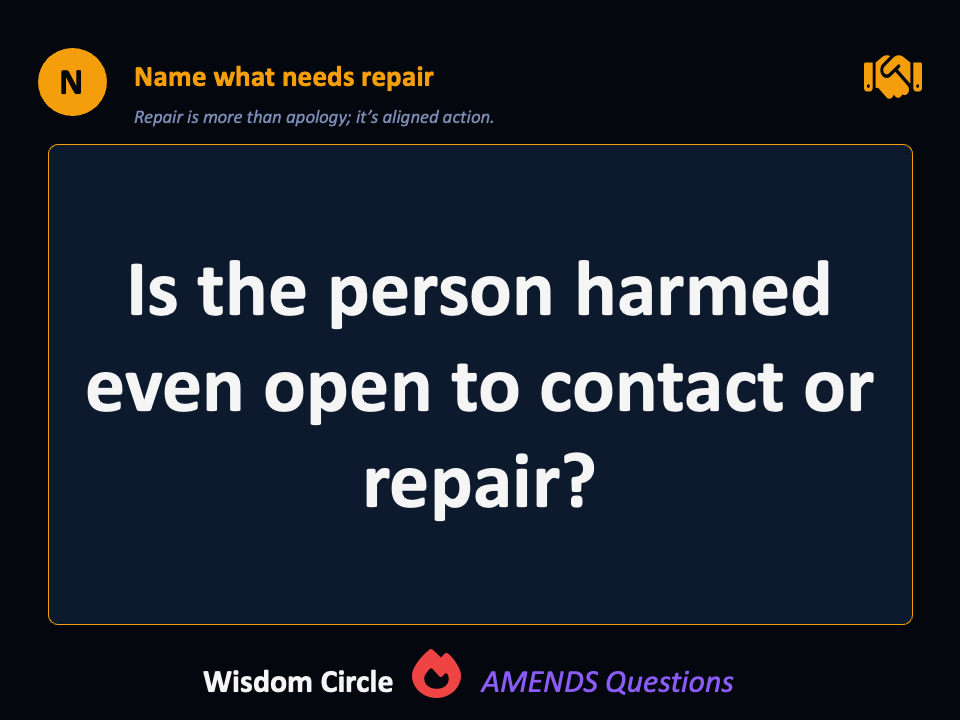 N
Name what needs repair
Repair is more than apology; it’s aligned action.
Is the person harmed
even open to contact or
repair?
Wisdom Circle AMENDS Questions